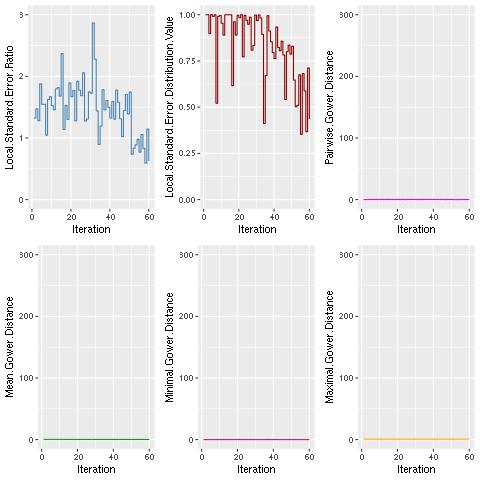 Local.Standard.Error.Ratio
3
2
1
0
0 20 40 60
Iteration
Local.Standard.Error.Distribution.Value
1.00
0.75
0.50
0.25
0.00
0 20 40 60
Iteration
Pairwise.Gower.Distance
300
200
100
0
0 20 40 60
Iteration
Mean.Gower.Distance
300
200
100
0
0 20 40 60
Iteration
Minimal.Gower.Distance
300
200
100
0
0 20 40 60
Iteration
Maximal.Gower.Distance
300
200
100
0
0 20 40 60
Iteration